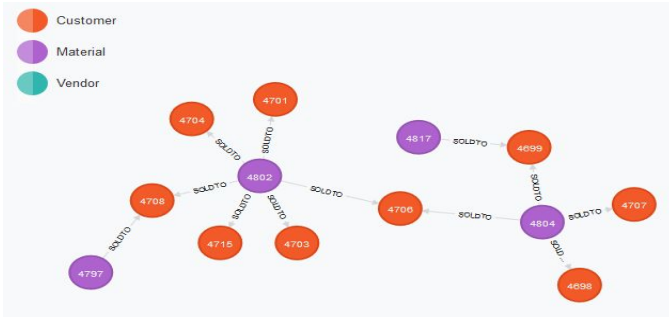 Customer
Material
Vendor
4701
4704
SOLDTO
SOLDTO
4817
SOLDTO
4699
4802
SOLDTO
SOLDTO
SOLDTO
4708
SOLDTO
SOLDTO
4706
SOLDTO
4804
SOLDTO
4707
SOLDTO
4715
4703
SOLD...
4797
4698